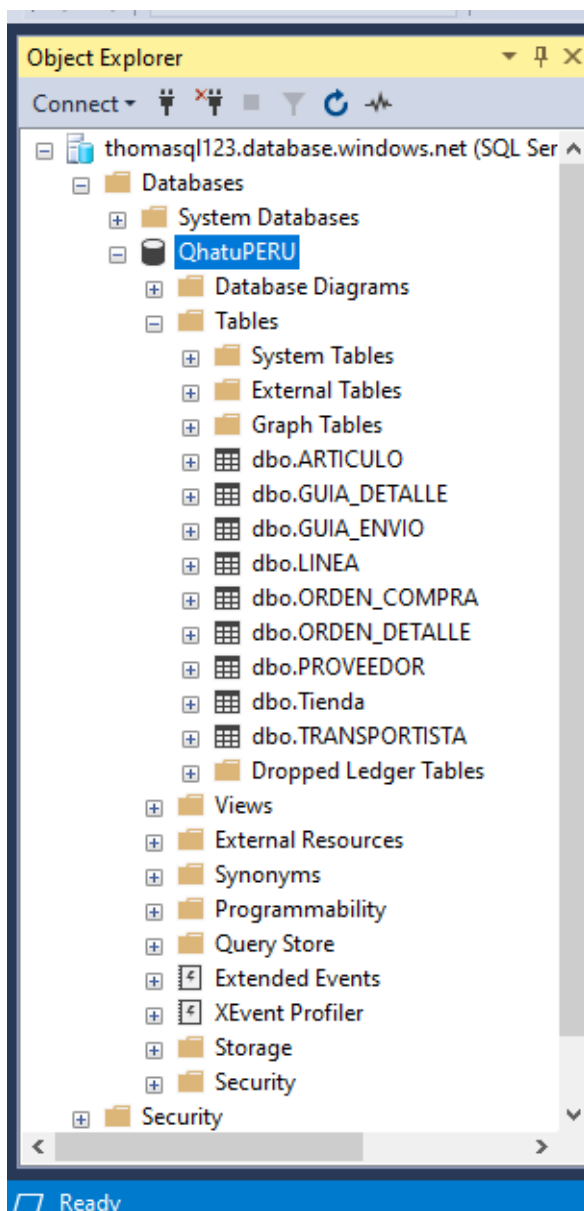 Object Explorer
Connect
thomasql123.database.windows.net (SQL Ser
Databases
System Databases
QhatuPERU
Database Diagrams
Tables
System Tables
External Tables
Graph Tables
dbo.ARTICULO
dbo.GUIA_DETALLE
dbo.GUIA_ENVIO
dbo.LINEA
dbo.ORDEN_COMPRA
dbo.ORDEN_DETALLE
dbo.PROVEEDOR
dbo.Tienda
dbo.TRANSPORTISTA
Dropped Ledger Tables
Views
External Resources
Synonyms
Programmability
Query Store
Extended Events
XEvent Profiler
Storage
Security
Security
Ready